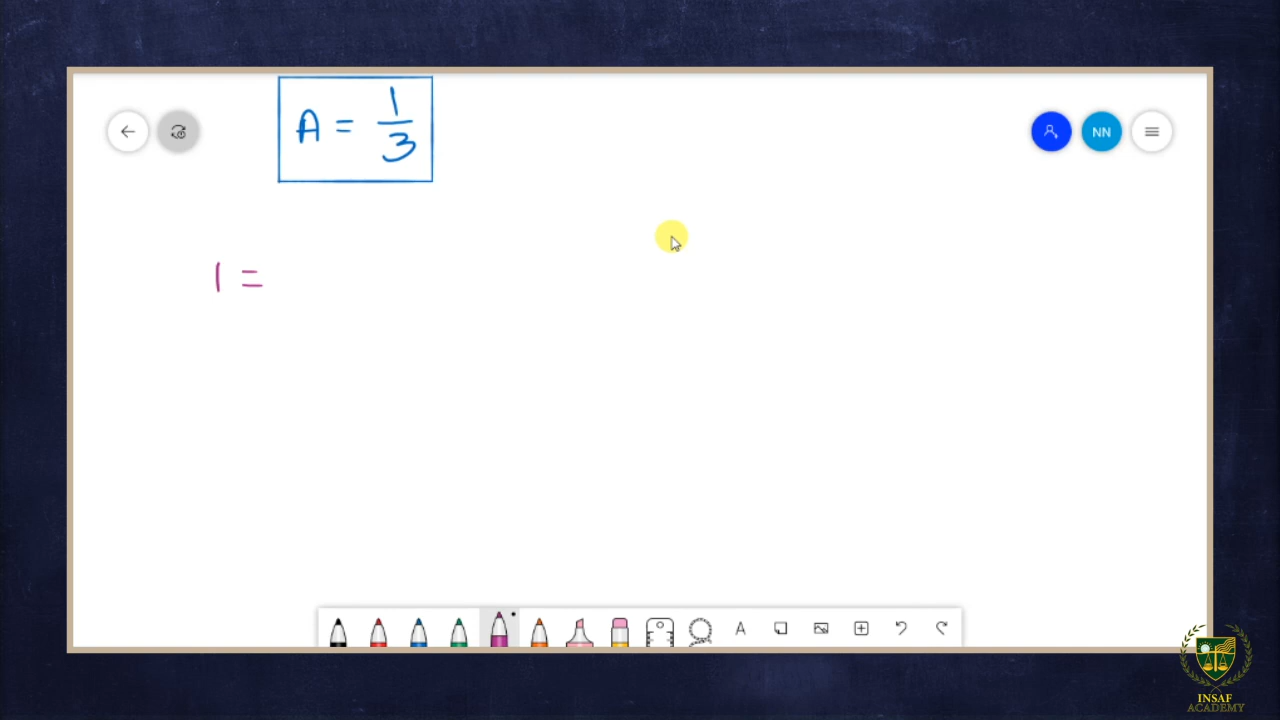 A = 1/3
NN
1 =
A
INSAF
ACADEMY